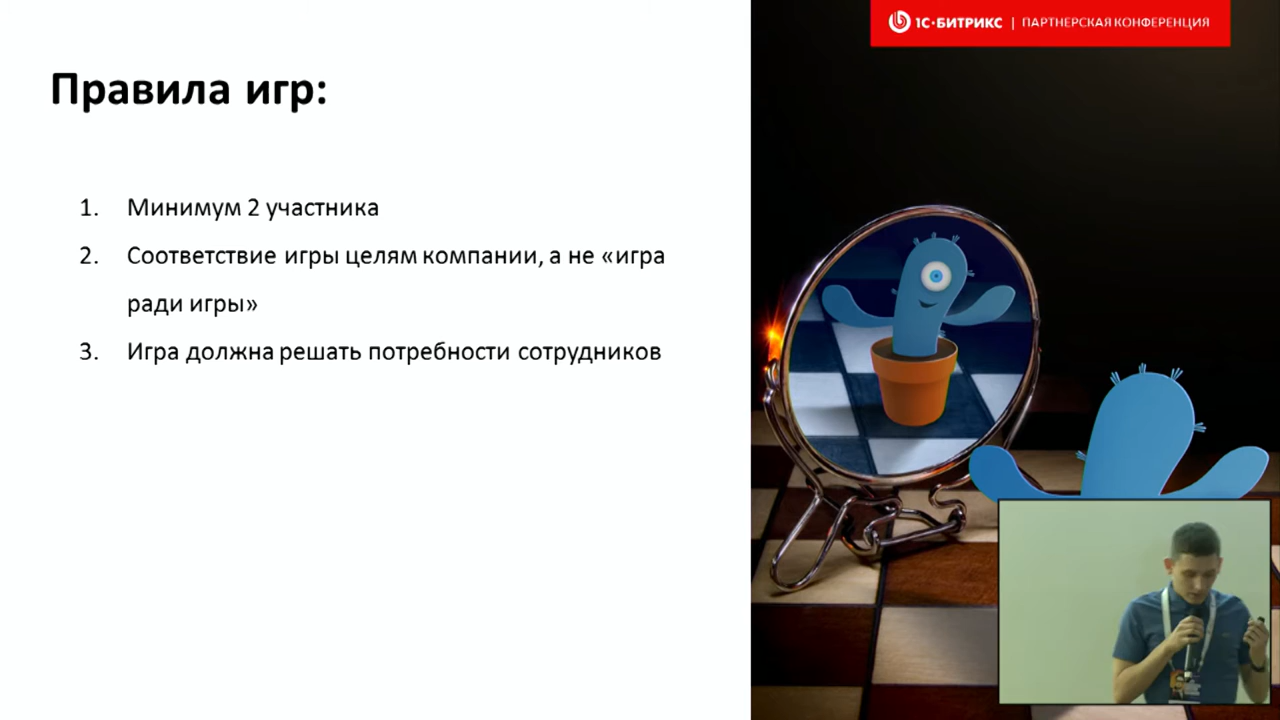 1С·БИТРИКС | ПАРТНЕРСКАЯ КОНФЕРЕНЦИЯ
Правила игр:
1. Минимум 2 участника
2. Соответствие игры целям компании, а не «игра
ради игры»
3. Игра должна решать потребности сотрудников